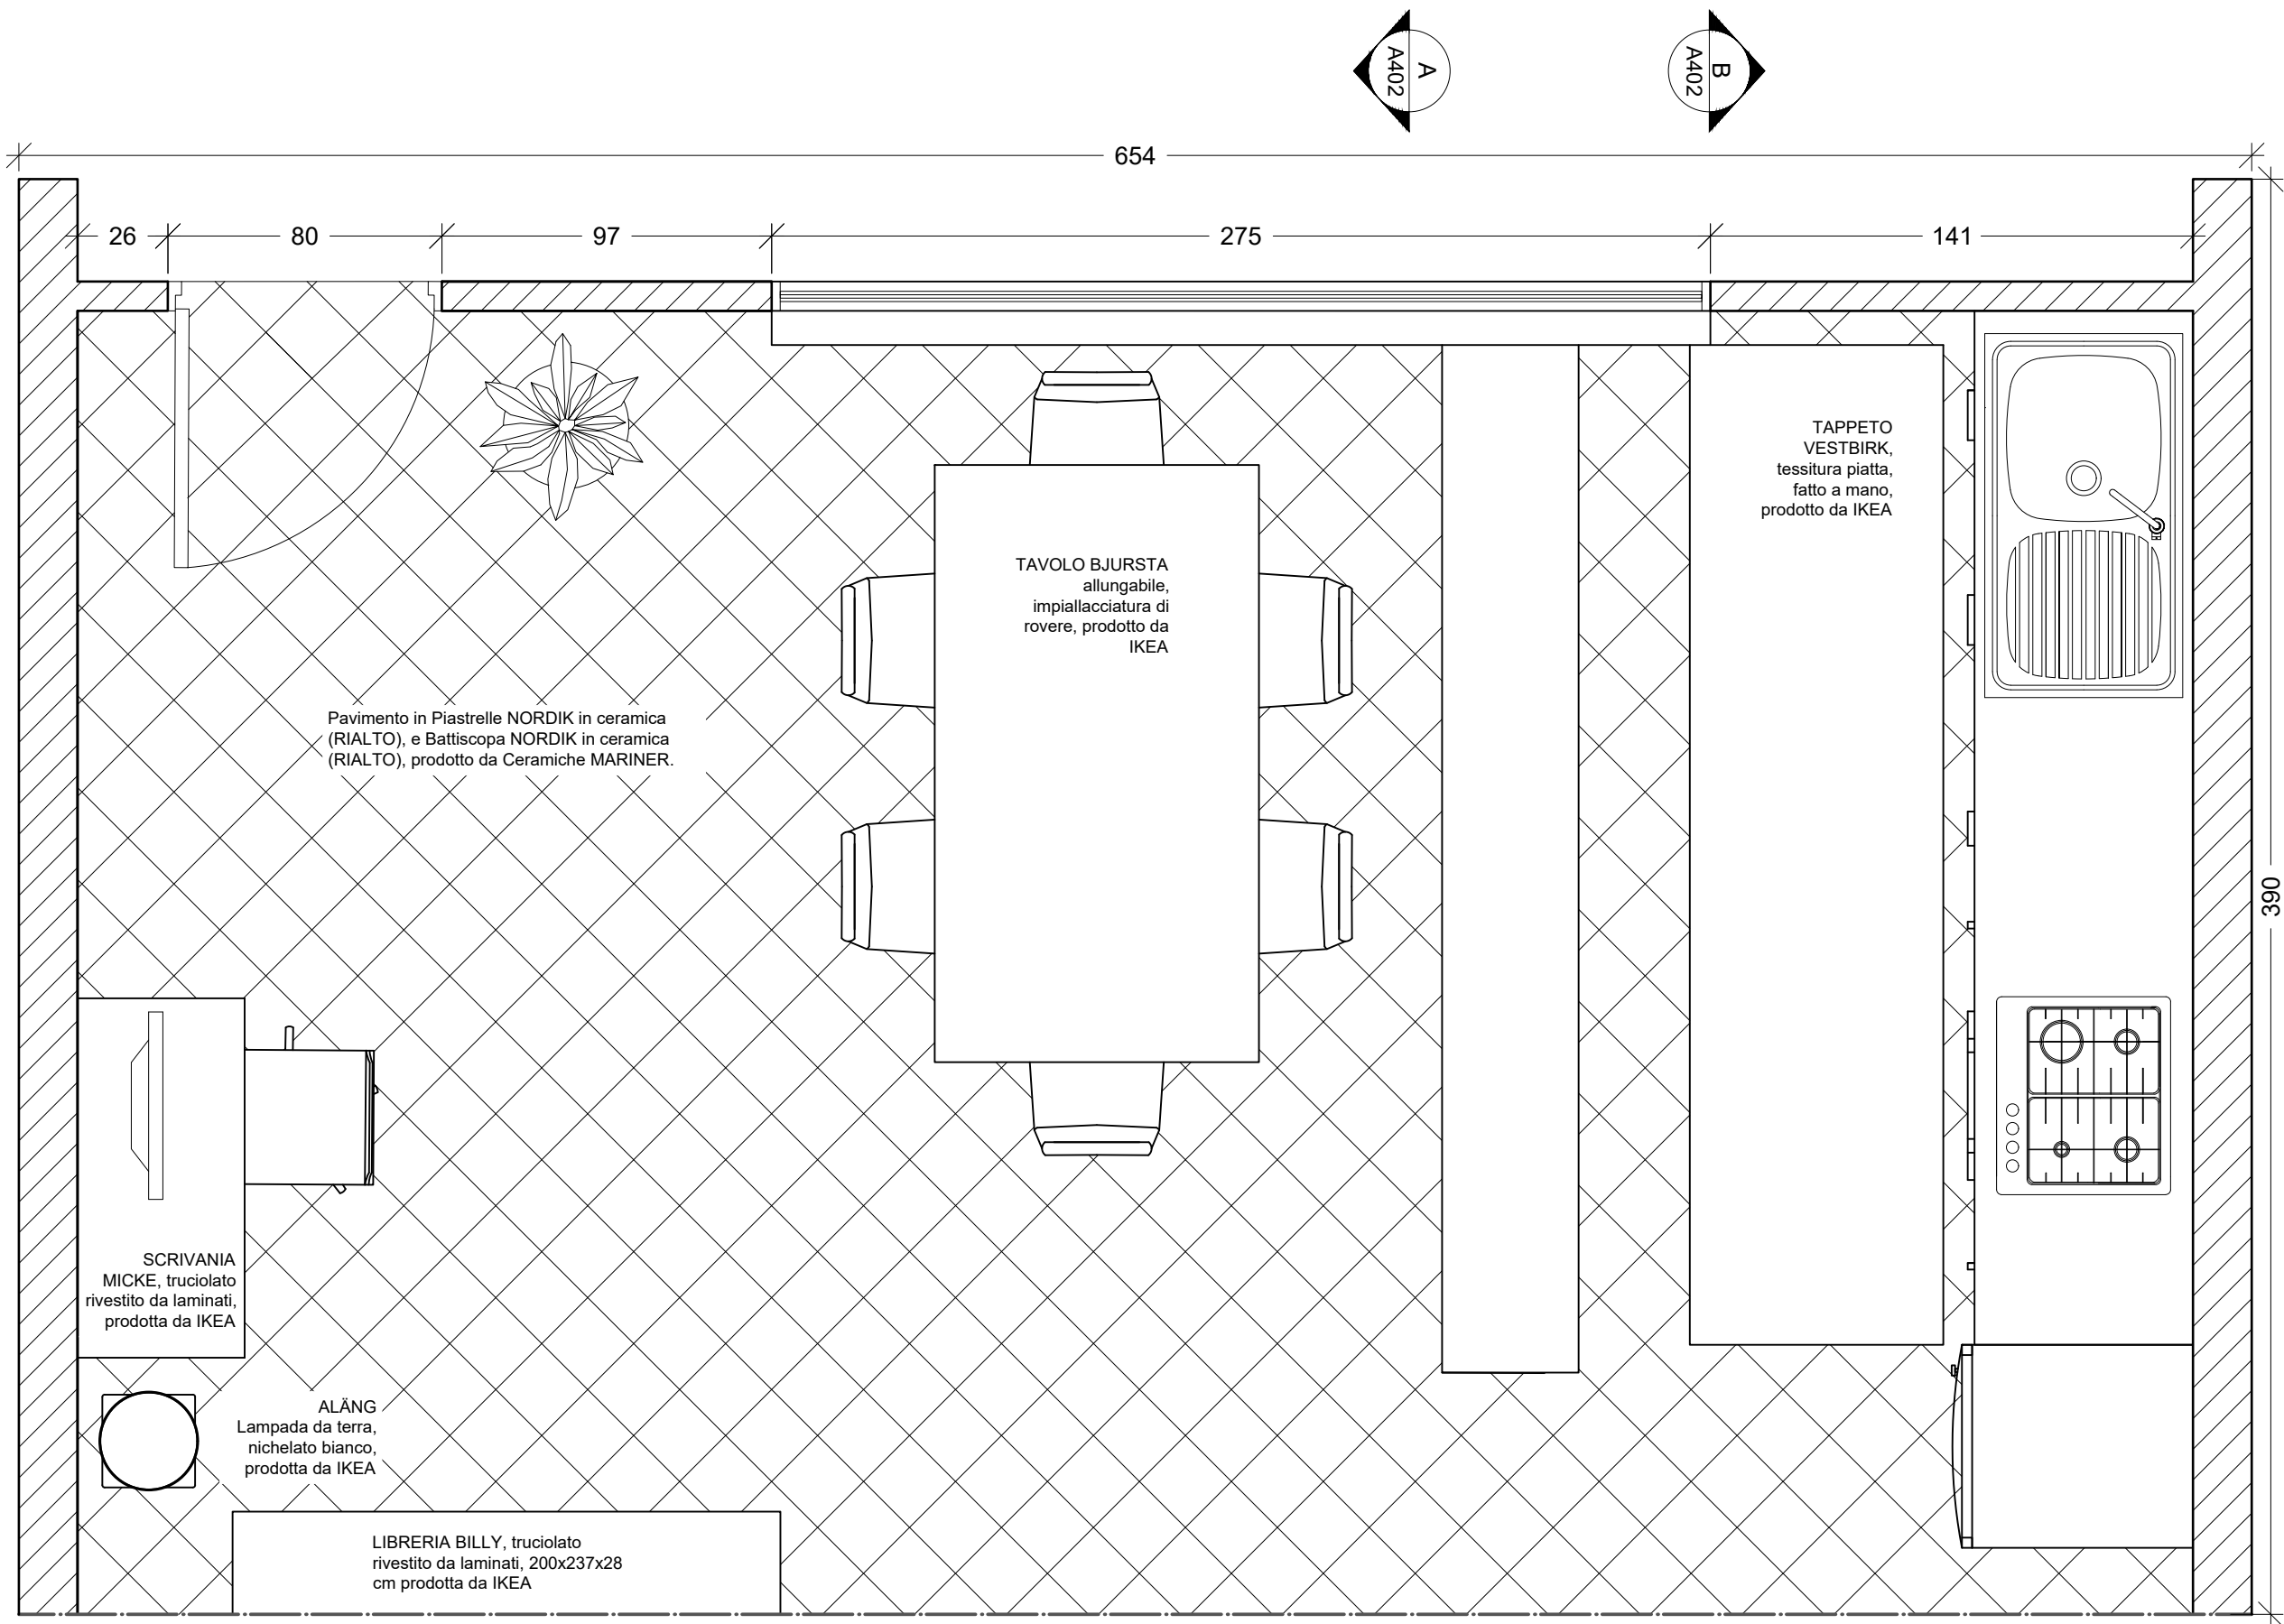 A
A402
B
A402
654
26
80
97
275
141
390
TAPPETO
VESTBIRK,
tessitura piatta,
fatto a mano,
prodotto da IKEA
TAVOLO BJURSTA
allungabile,
impiallacciatura di
rovere, prodotto da
IKEA
Pavimento in Piastrelle NORDIK in ceramica
(RIALTO), e Battiscopa NORDIK in ceramica
(RIALTO), prodotto da Ceramiche MARINER.
SCRIVANIA
MICKE, truciolato
rivestito da laminati,
prodotta da IKEA
ALÄNG
Lampada da terra,
nichelato bianco,
prodotta da IKEA
LIBRERIA BILLY, truciolato
rivestito da laminati, 200x237x28
cm prodotta da IKEA